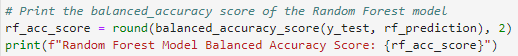 # Print the balanced_accuracy score of the Random Forest model
rf_acc_score = round(balanced_accuracy_score(y_test, rf_prediction), 2)
print(f"Random Forest Model Balanced Accuracy Score: {rf_acc_score}")